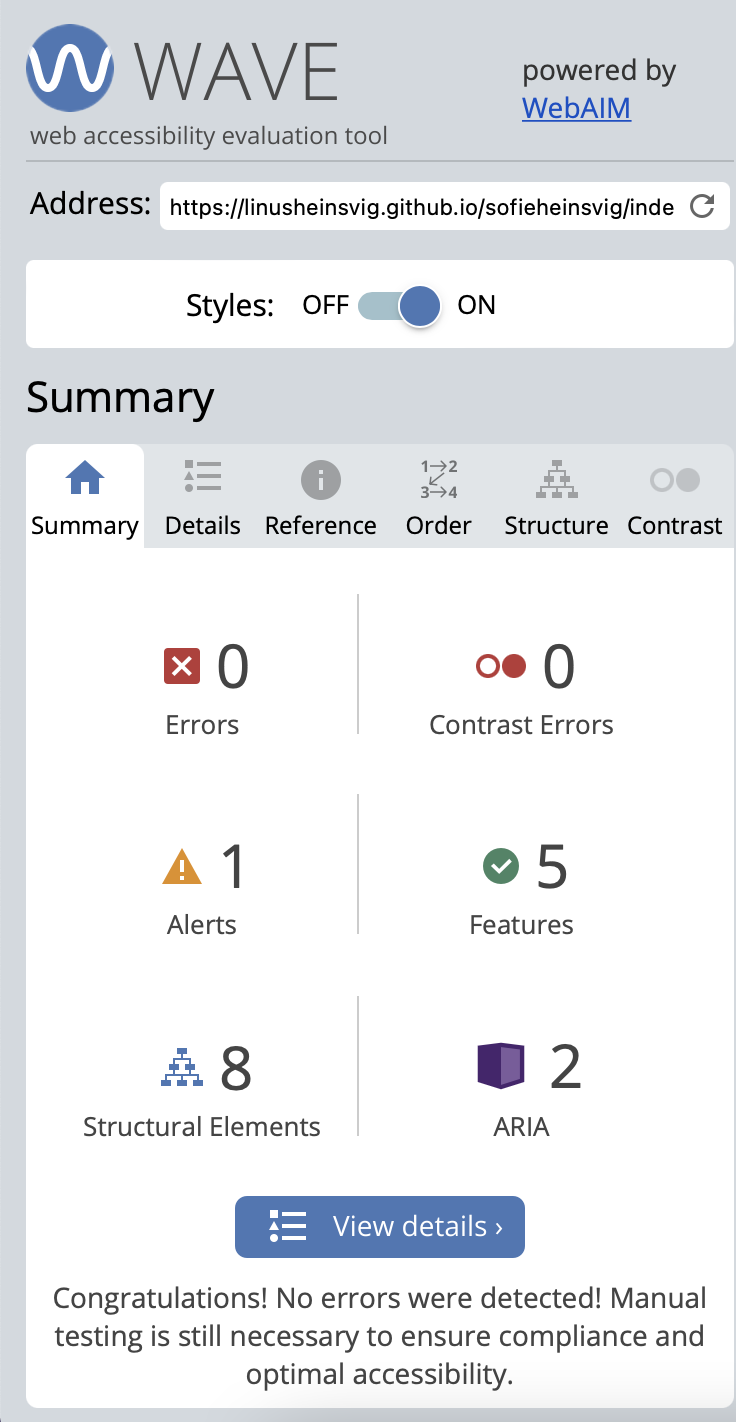 WAVE
web accessibility evaluation tool
powered by
WebAIM
Address: https://linusheinsvig.github.io/sofieheinsvig/inde
Styles: OFF ON
Summary
1→2
3→4
Summary Details Reference Order Structure Contrast
0 0
Errors Contrast Errors
1 5
Alerts Features
8 2
Structural Elements ARIA
View details ›
Congratulations! No errors were detected! Manual
testing is still necessary to ensure compliance and
optimal accessibility.